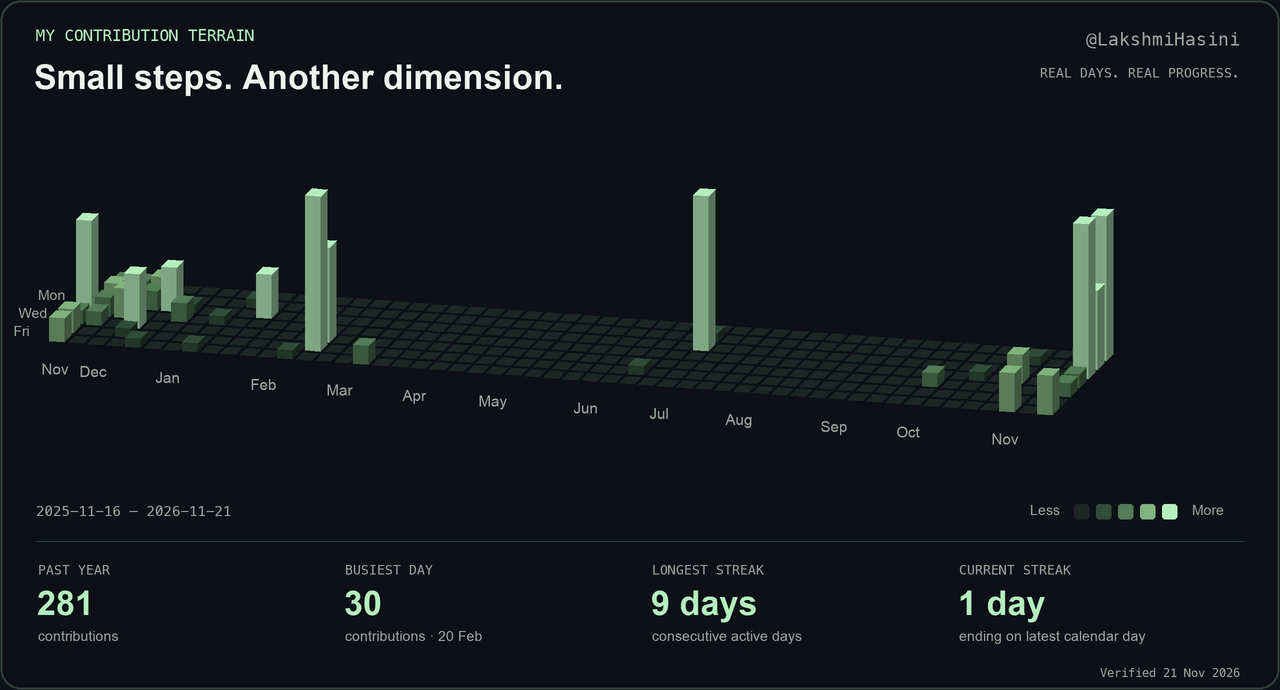 MY CONTRIBUTION TERRAIN
@LakshmiHasini
Small steps. Another dimension.
REAL DAYS. REAL PROGRESS.
Mon
Wed
Fri
Nov Dec Jan Feb Mar Apr May Jun Jul Aug Sep Oct Nov
2025-11-16 — 2026-11-21
Less More
PAST YEAR
281
contributions
BUSIEST DAY
30
contributions · 20 Feb
LONGEST STREAK
9 days
consecutive active days
CURRENT STREAK
1 day
ending on latest calendar day
Verified 21 Nov 2026